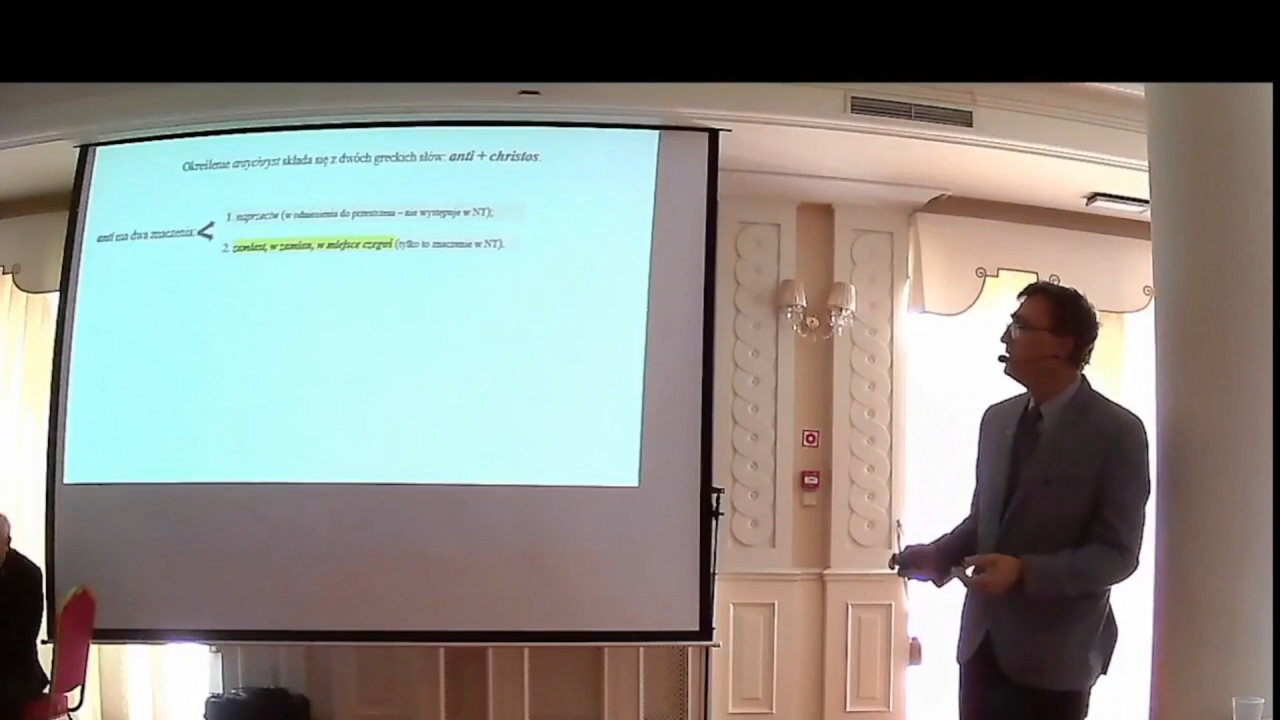 Określenie antychryst składa się z dwóch greckich słów: anti + christos.
1. naprzeciw (w odniesieniu do przestrzeni – nie występuje w NT);
anti ma dwa znaczenia:
2. zamiast, w zamian, w miejsce czegoś (tylko to znaczenie w NT).